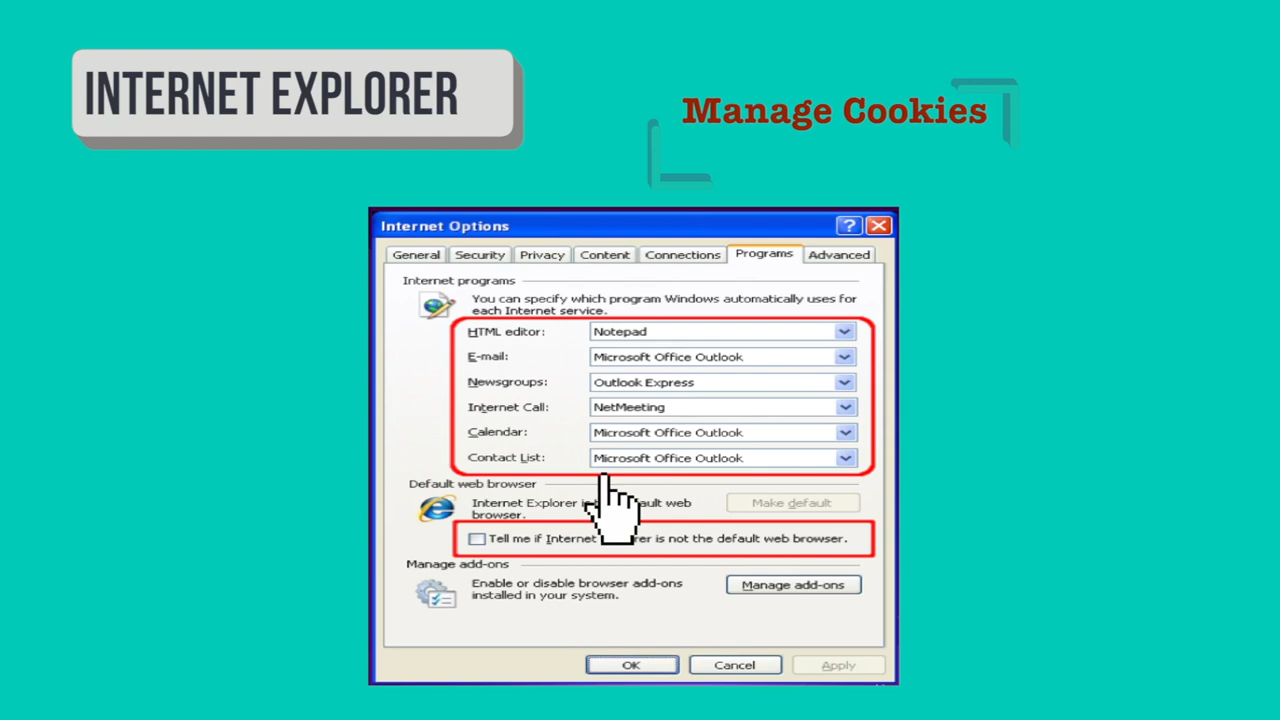 INTERNET EXPLORER
Manage Cookies
Internet Options
General Security Privacy Content Connections Programs Advanced
Internet programs
You can specify which program Windows automatically uses for
each Internet service.
HTML editor: Notepad
E-mail: Microsoft Office Outlook
Newsgroups: Outlook Express
Internet Call: NetMeeting
Calendar: Microsoft Office Outlook
Contact List: Microsoft Office Outlook
Default web browser
Internet Explorer web Make default
browser.
Tell me if Internet is not the default web browser.
Manage add-ons
Enable or disable browser add-ons Manage add-ons
installed in your system.
OK Cancel Apply